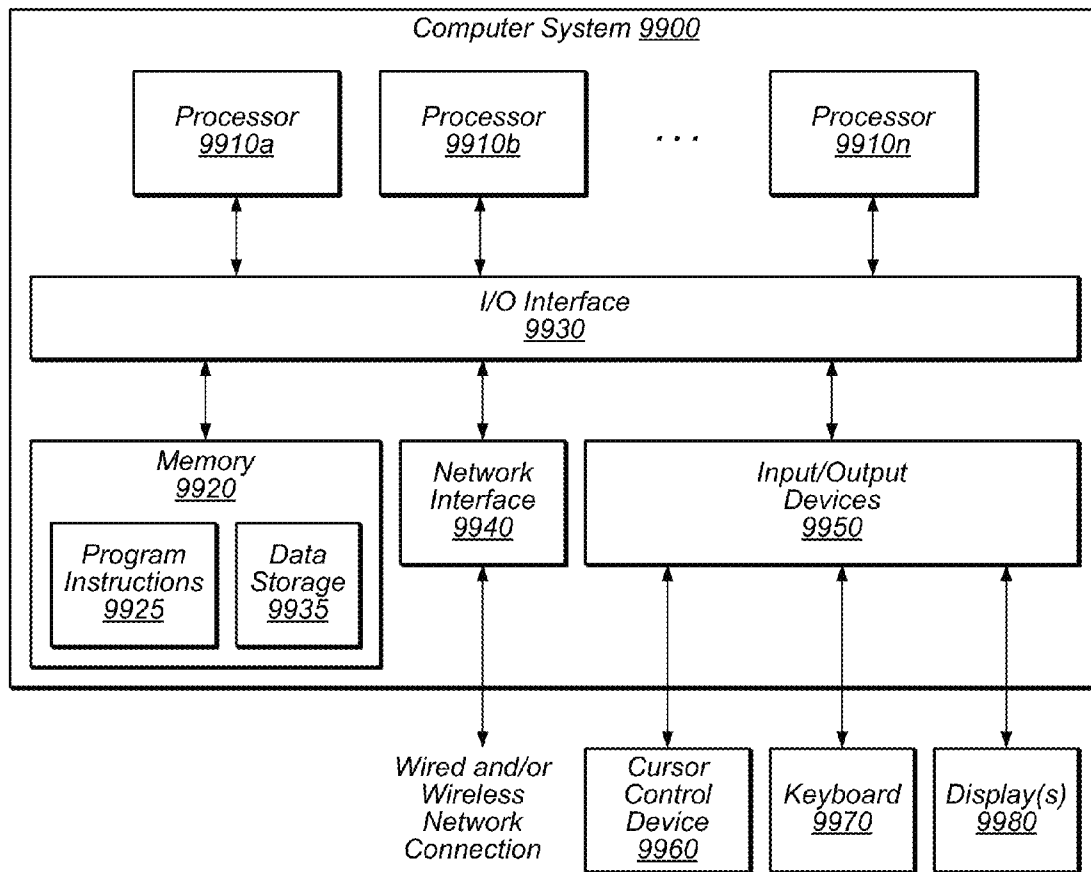 Computer System 9900
Processor
9910a
Processor
9910b
. . .
Processor
9910n
I/O Interface
9930
Memory
9920
Program
Instructions
9925
Data
Storage
9935
Network
Interface
9940
Input/Output
Devices
9950
Wired and/or
Wireless
Network
Connection
Cursor
Control
Device
9960
Keyboard
9970
Display(s)
9980